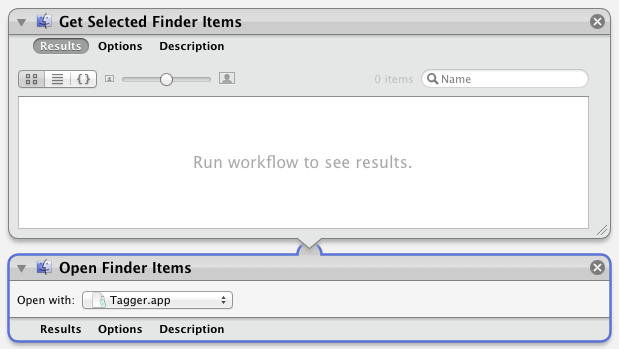 Get Selected Finder Items
Results Options Description
0 items Name
Run workflow to see results.
Open Finder Items
Open with: Tagger.app
Results Options Description